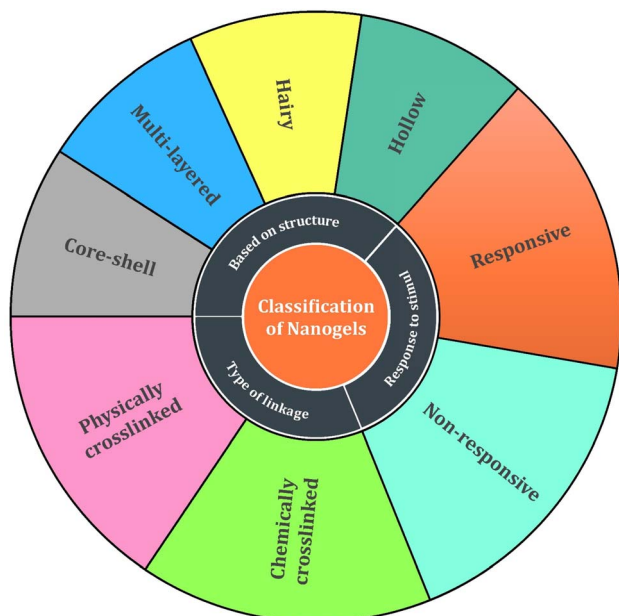 Classification
of Nanogels
Based on structure
Response to stimul
Type of linkage
Core-shell
Multi-layered
Hairy
Hollow
Responsive
Non-responsive
Chemically
crosslinked
Physically
crosslinked